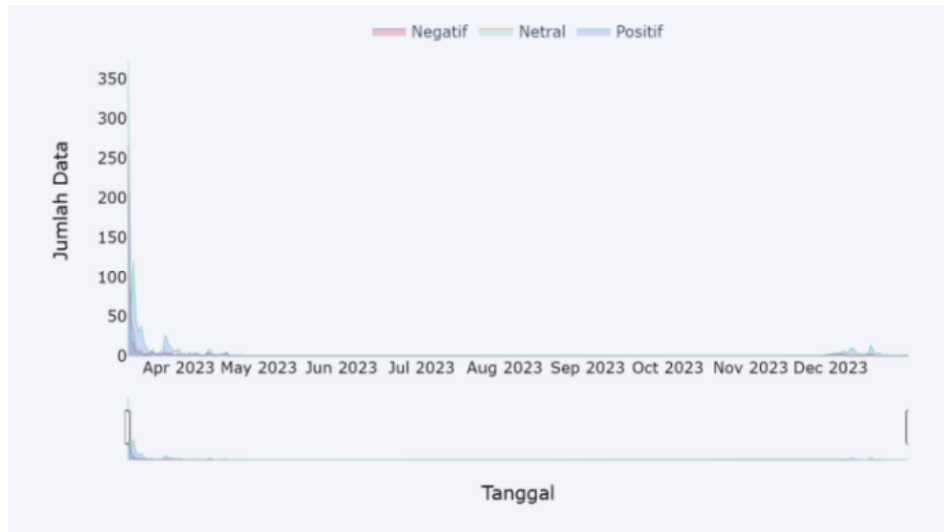 Negatif Netral Positif
350
300
250
200
150
100
50
0
Jumlah Data
Apr 2023 May 2023 Jun 2023 Jul 2023 Aug 2023 Sep 2023 Oct 2023 Nov 2023 Dec 2023
Tanggal